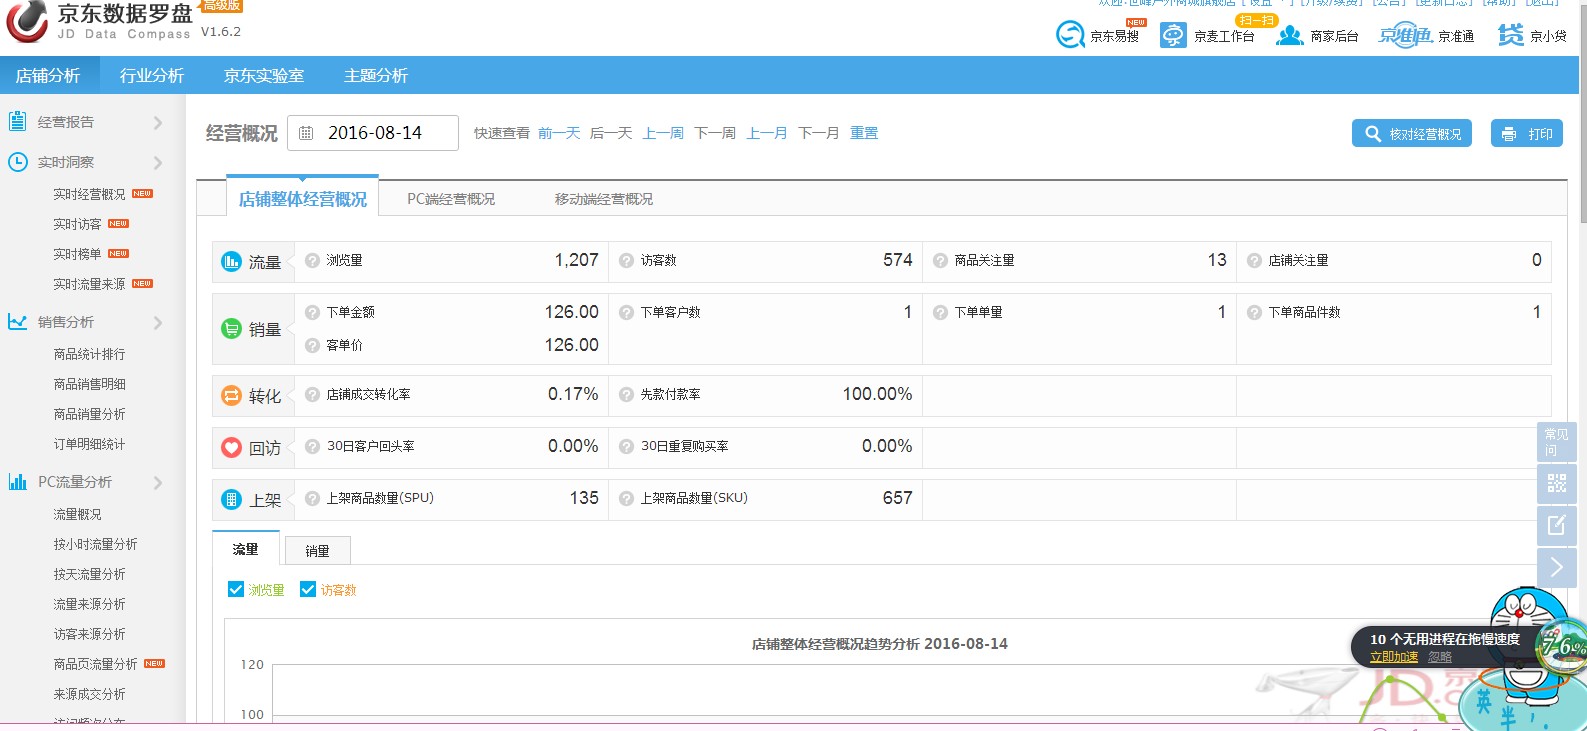 京东数据罗盘 高级版
JD Data Compass V1.6.2
京东易搜 NEW 京麦工作台 扫一扫 商家后台 京准通 京准通 贷 京小贷
店铺分析 行业分析 京东实验室 主题分析
经营报告
实时洞察
实时经营概况 NEW
实时访客 NEW
实时榜单 NEW
实时流量来源 NEW
销售分析
商品统计排行
商品销售明细
商品销量分析
订单明细统计
PC流量分析
流量概况
按小时流量分析
按天流量分析
流量来源分析
访客来源分析
商品页流量分析 NEW
来源成交分析
经营概况 2016-08-14 快速查看 前一天 后一天 上一周 下一周 上一月 下一月 重置 核对经营概况 打印
店铺整体经营概况 PC端经营概况 移动端经营概况
流量 浏览量 1,207 访客数 574 商品关注量 13 店铺关注量 0
销量 下单金额 126.00 下单客户数 1 下单单量 1 下单商品件数 1
客单价 126.00
转化 店铺成交转化率 0.17% 先款付款率 100.00%
回访 30日客户回头率 0.00% 30日重复购买率 0.00%
上架 上架商品数量(SPU) 135 上架商品数量(SKU) 657
流量 销量
浏览量 访客数
店铺整体经营概况趋势分析 2016-08-14
120
100
常见
问
10 个无用进程在拖慢速度
立即加速 忽略
76%
英 半